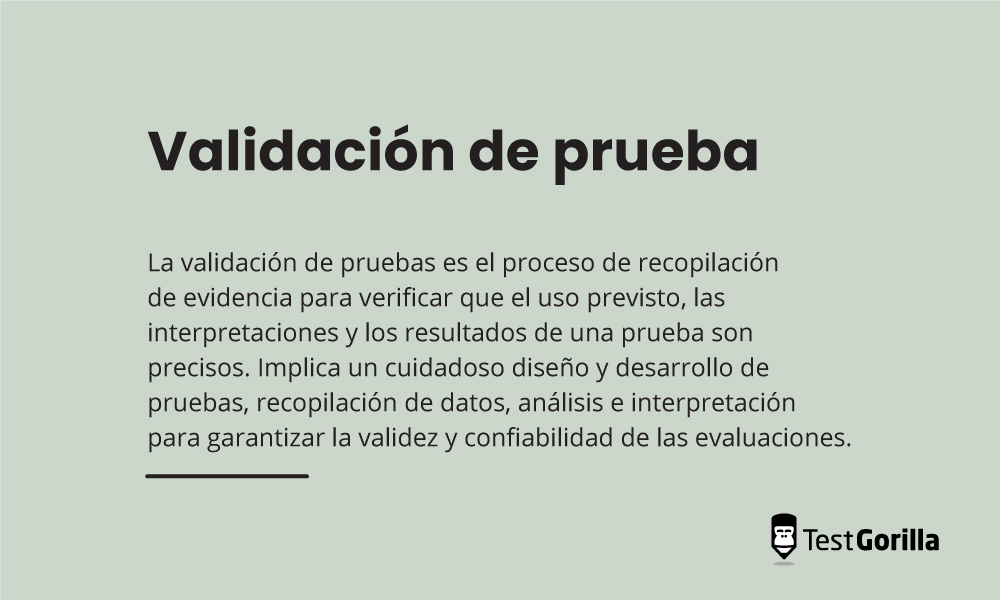 Validación de prueba
La validación de pruebas es el proceso de recopilación
de evidencia para verificar que el uso previsto, las
interpretaciones y los resultados de una prueba son
precisos. Implica un cuidadoso diseño y desarrollo de
pruebas, recopilación de datos, análisis e interpretación
para garantizar la validez y confiabilidad de las evaluaciones.
TestGorilla